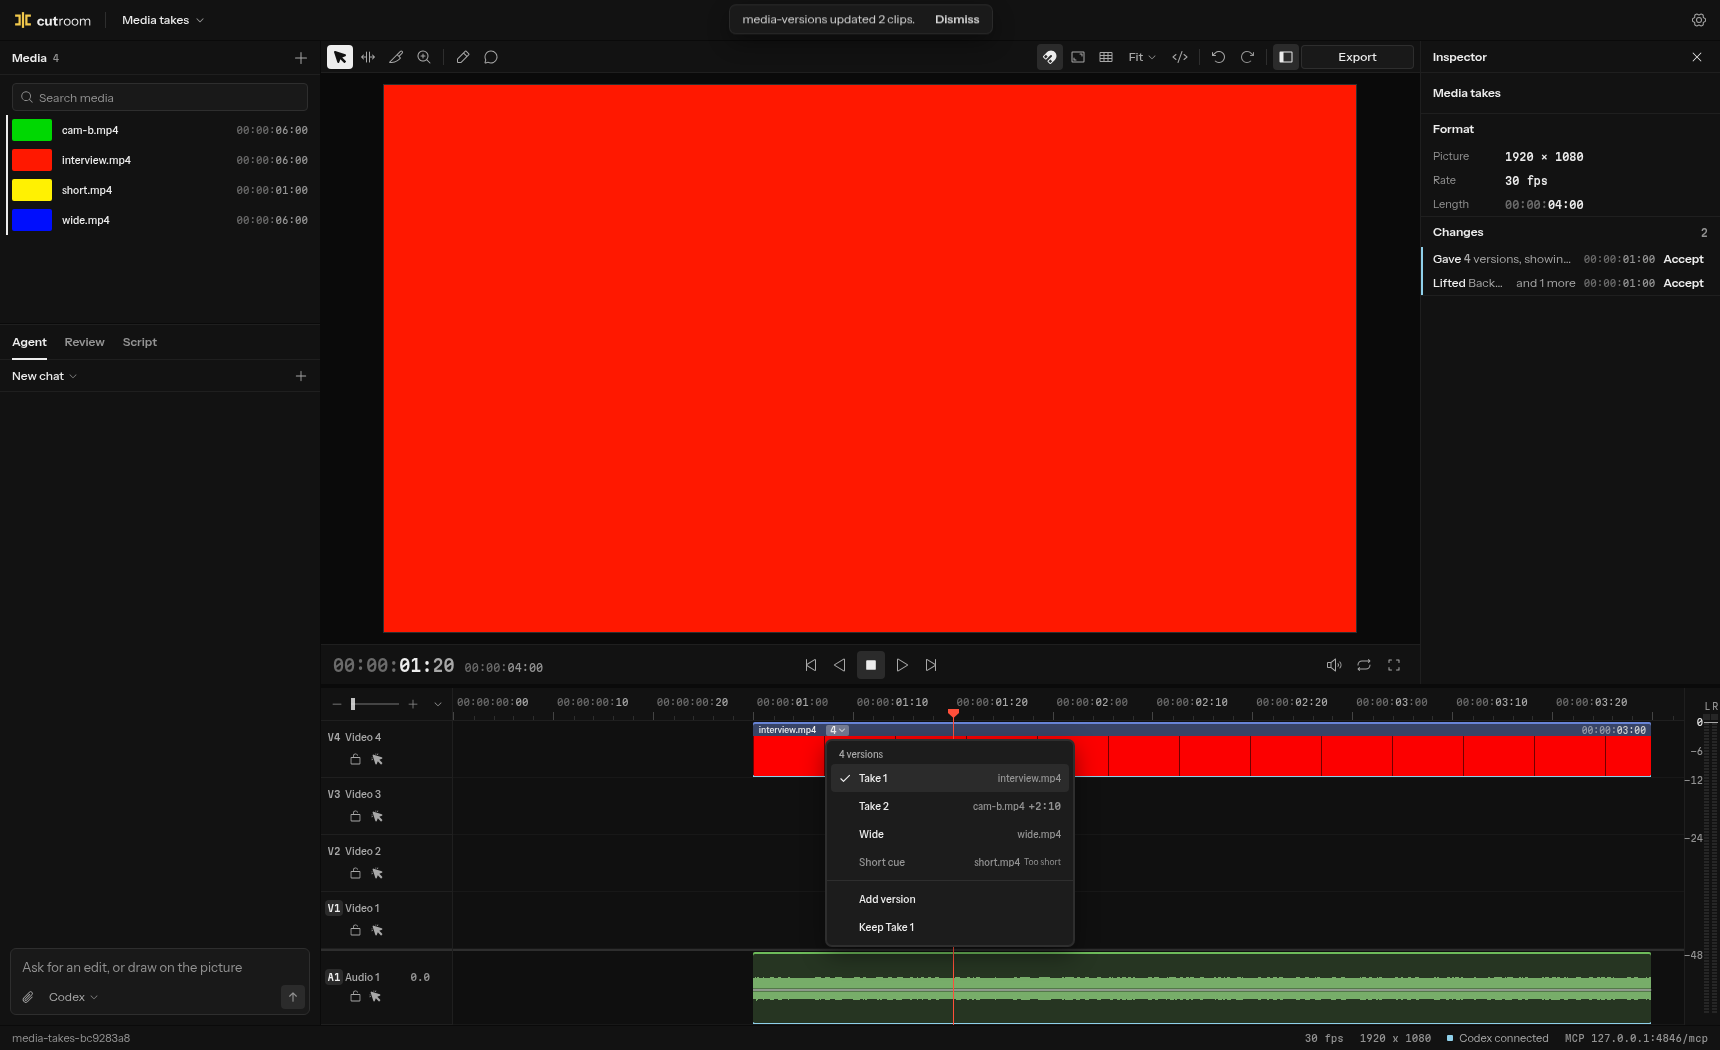 cutroom
Media takes
media-versions updated 2 clips. Dismiss
Media 4
Search media
cam-b.mp4 00:00:06:00
interview.mp4 00:00:06:00
short.mp4 00:00:01:00
wide.mp4 00:00:06:00
Agent Review Script
New chat
Ask for an edit, or draw on the picture
Codex
Fit
Export
00:00:01:20 00:00:04:00
Inspector
Media takes
Format
Picture 1920 × 1080
Rate 30 fps
Length 00:00:04:00
Changes 2
Gave 4 versions, showin... 00:00:01:00 Accept
Lifted Back... and 1 more 00:00:01:00 Accept
00:00:00:00 00:00:00:10 00:00:00:20 00:00:01:00 00:00:01:10 00:00:01:20 00:00:02:00 00:00:02:10 00:00:02:20 00:00:03:00 00:00:03:10 00:00:03:20
V4 Video 4
interview.mp4 4 00:00:03:00
V3 Video 3
V2 Video 2
V1 Video 1
A1 Audio 1 0.0
4 versions
Take 1 interview.mp4
Take 2 cam-b.mp4 +2:10
Wide wide.mp4
Short cue short.mp4 Too short
Add version
Keep Take 1
L R
0
-6
-12
-24
-48
media-takes-bc9283a8
30 fps 1920 x 1080 Codex connected MCP 127.0.0.1:4846/mcp